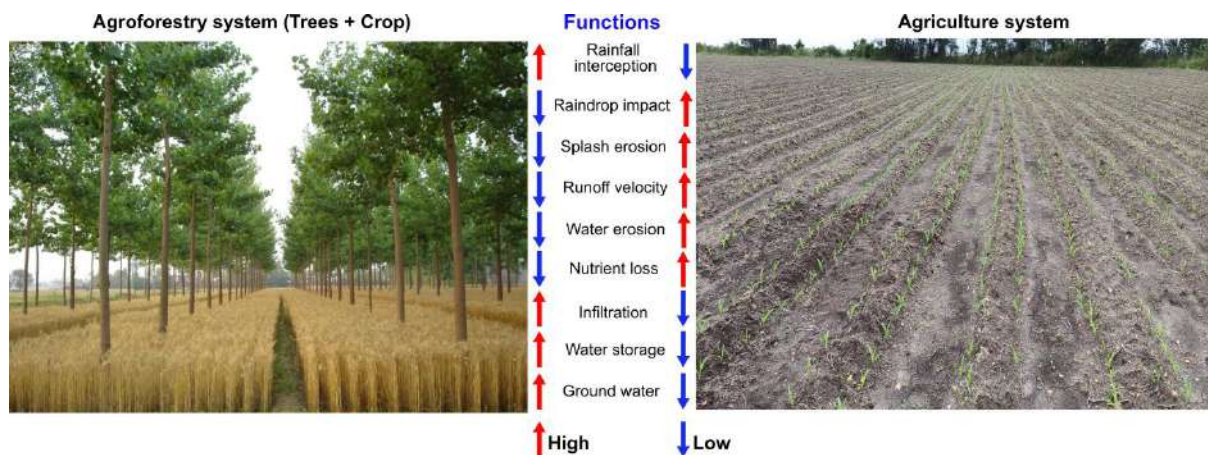 Agroforestry system (Trees + Crop)
Functions
Agriculture system
Rainfall
interception
Raindrop impact
Splash erosion
Runoff velocity
Water erosion
Nutrient loss
Infiltration
Water storage
Ground water
High
Low